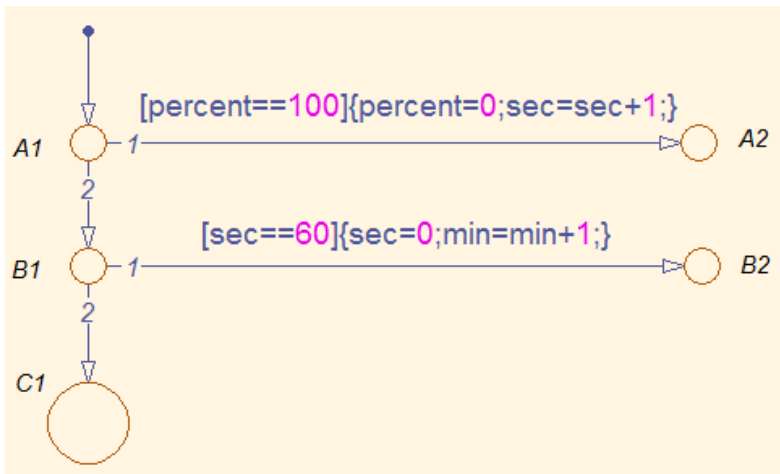 [percent==100]{percent=0;sec=sec+1;}
A1 1 A2
2
[sec==60]{sec=0;min=min+1;}
B1 1 B2
2
C1